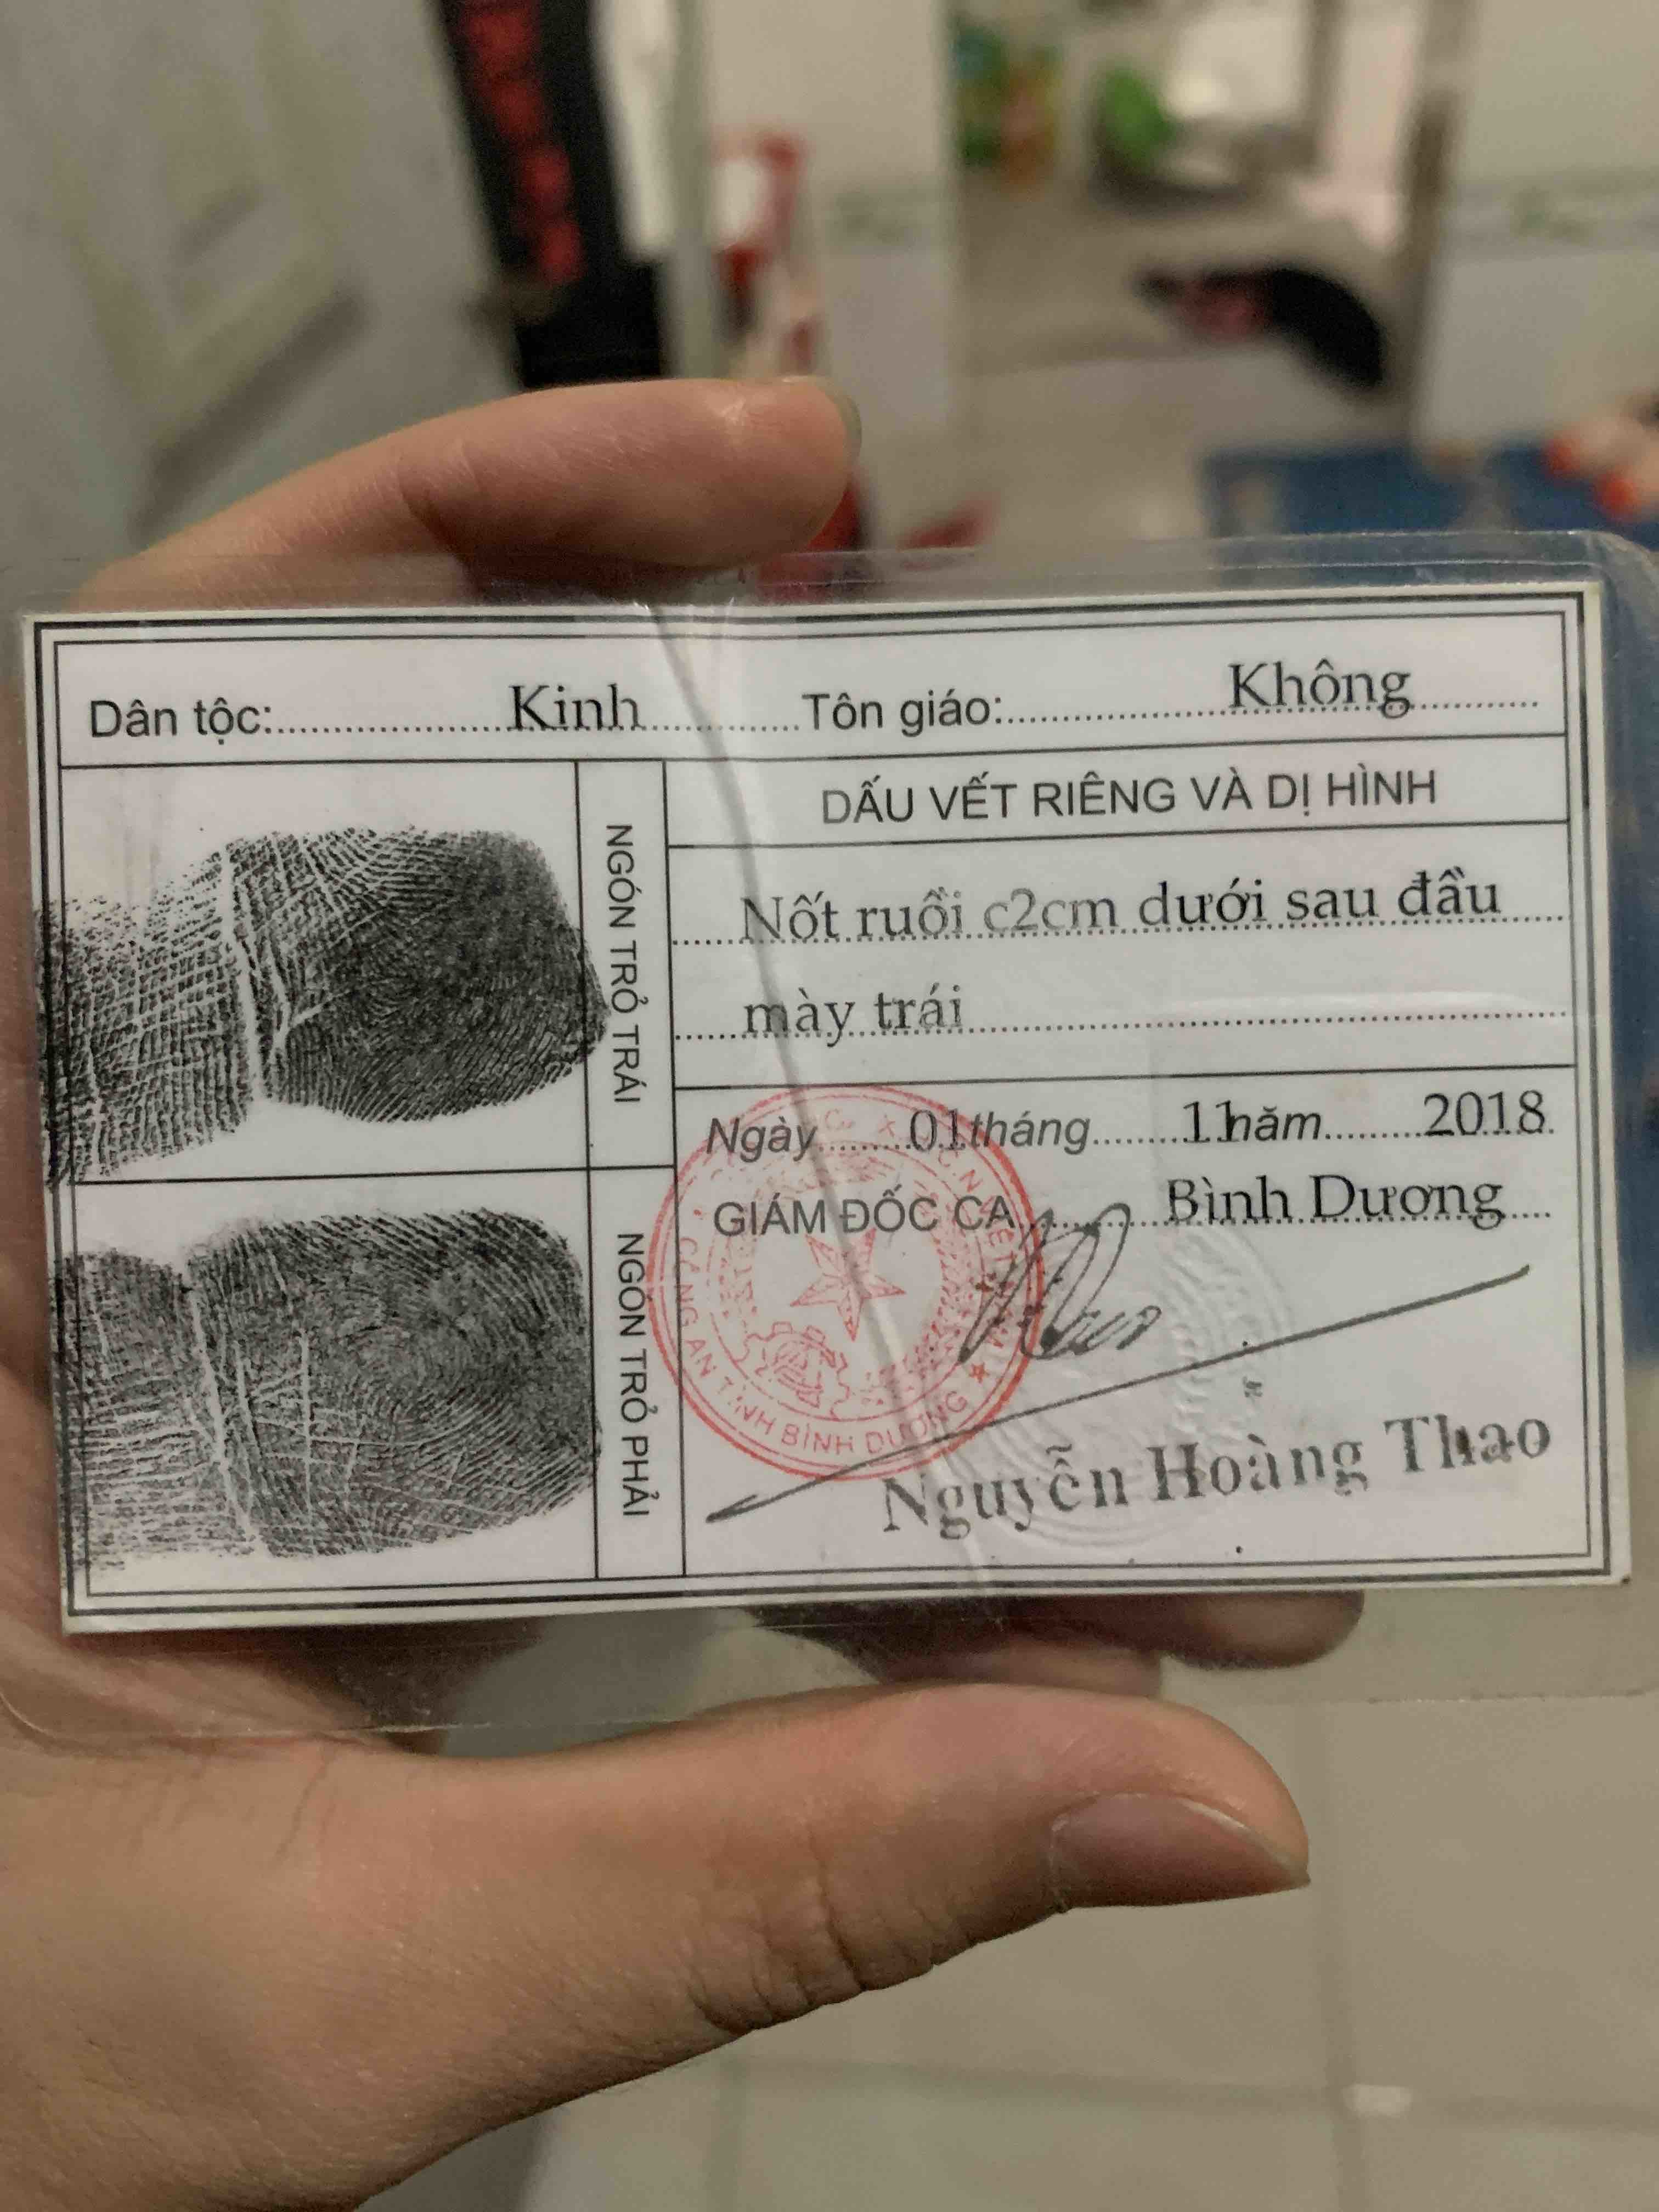 Dân tộc: Kinh Tôn giáo: Không
DẤU VẾT RIÊNG VÀ DỊ HÌNH
NGÓN TRỎ TRÁI
Nốt ruồi c2cm dưới sau đầu
mày trái
Ngày 01 tháng 11 năm 2018
GIÁM ĐỐC CA Bình Dương
NGÓN TRỎ PHẢI
CÔNG AN TỈNH BÌNH DƯƠNG
Nguyễn Hoàng Thao